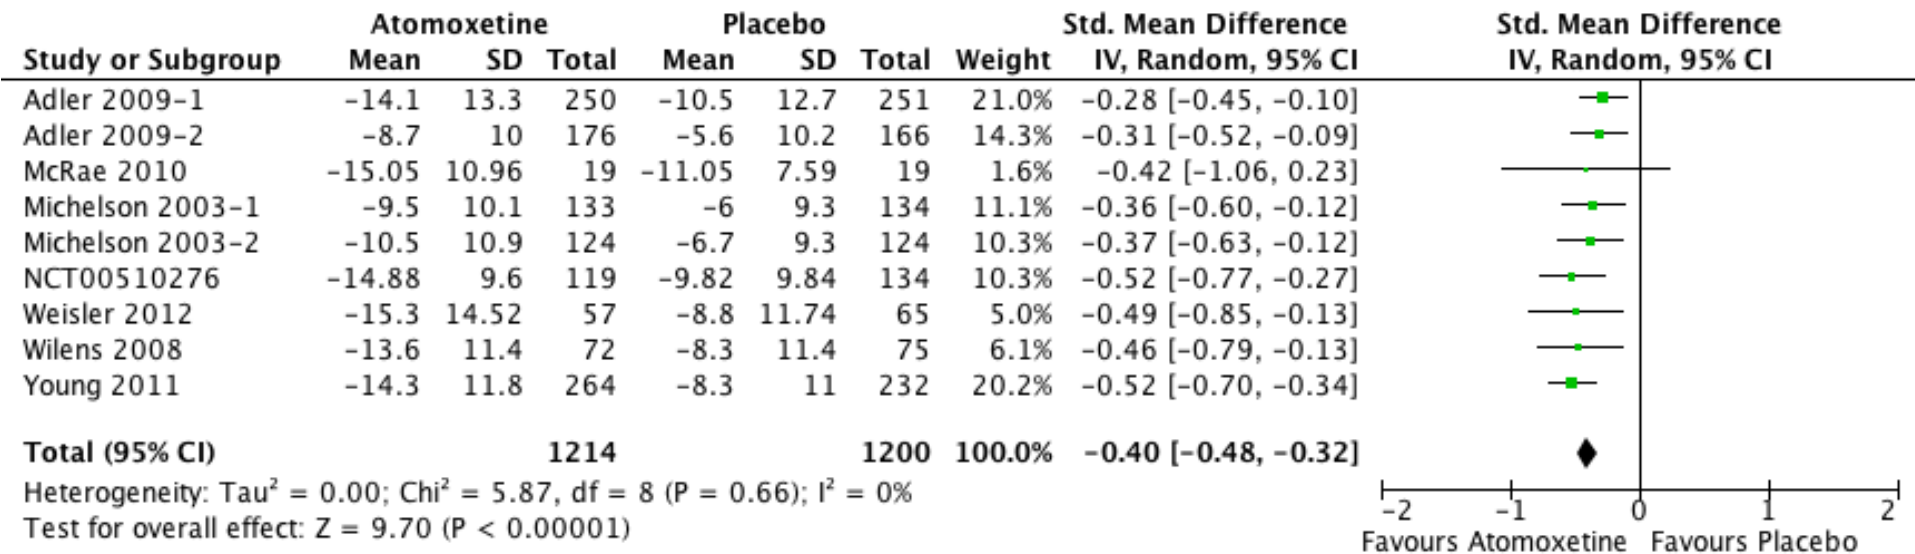 Atomoxetine Placebo Std. Mean Difference Std. Mean Difference
Study or Subgroup Mean SD Total Mean SD Total Weight IV, Random, 95% CI IV, Random, 95% CI
Adler 2009-1 -14.1 13.3 250 -10.5 12.7 251 21.0% -0.28 [-0.45, -0.10]
Adler 2009-2 -8.7 10 176 -5.6 10.2 166 14.3% -0.31 [-0.52, -0.09]
McRae 2010 -15.05 10.96 19 -11.05 7.59 19 1.6% -0.42 [-1.06, 0.23]
Michelson 2003-1 -9.5 10.1 133 -6 9.3 134 11.1% -0.36 [-0.60, -0.12]
Michelson 2003-2 -10.5 10.9 124 -6.7 9.3 124 10.3% -0.37 [-0.63, -0.12]
NCT00510276 -14.88 9.6 119 -9.82 9.84 134 10.3% -0.52 [-0.77, -0.27]
Weisler 2012 -15.3 14.52 57 -8.8 11.74 65 5.0% -0.49 [-0.85, -0.13]
Wilens 2008 -13.6 11.4 72 -8.3 11.4 75 6.1% -0.46 [-0.79, -0.13]
Young 2011 -14.3 11.8 264 -8.3 11 232 20.2% -0.52 [-0.70, -0.34]
Total (95% CI) 1214 1200 100.0% -0.40 [-0.48, -0.32]
Heterogeneity: Tau² = 0.00; Chi² = 5.87, df = 8 (P = 0.66); I² = 0%
Test for overall effect: Z = 9.70 (P < 0.00001)
-2 -1 0 1 2
Favours Atomoxetine Favours Placebo